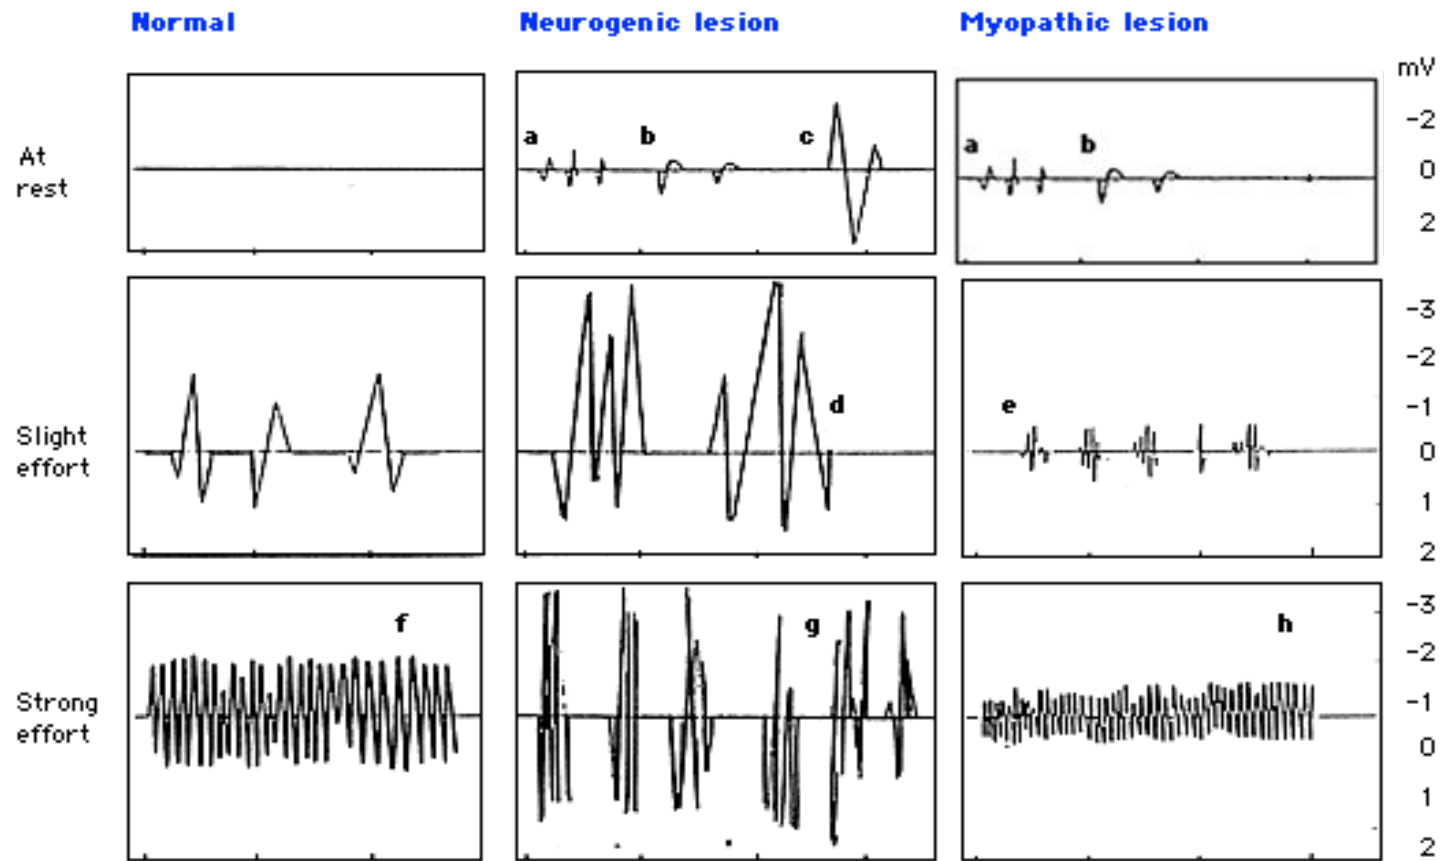 Normal Neurogenic lesion Myopathic lesion
mV
At
rest
a b c
a b
-2
0
2
Slight
effort
d
e
-3
-2
-1
0
1
2
Strong
effort
f
g
h
-3
-2
-1
0
1
2